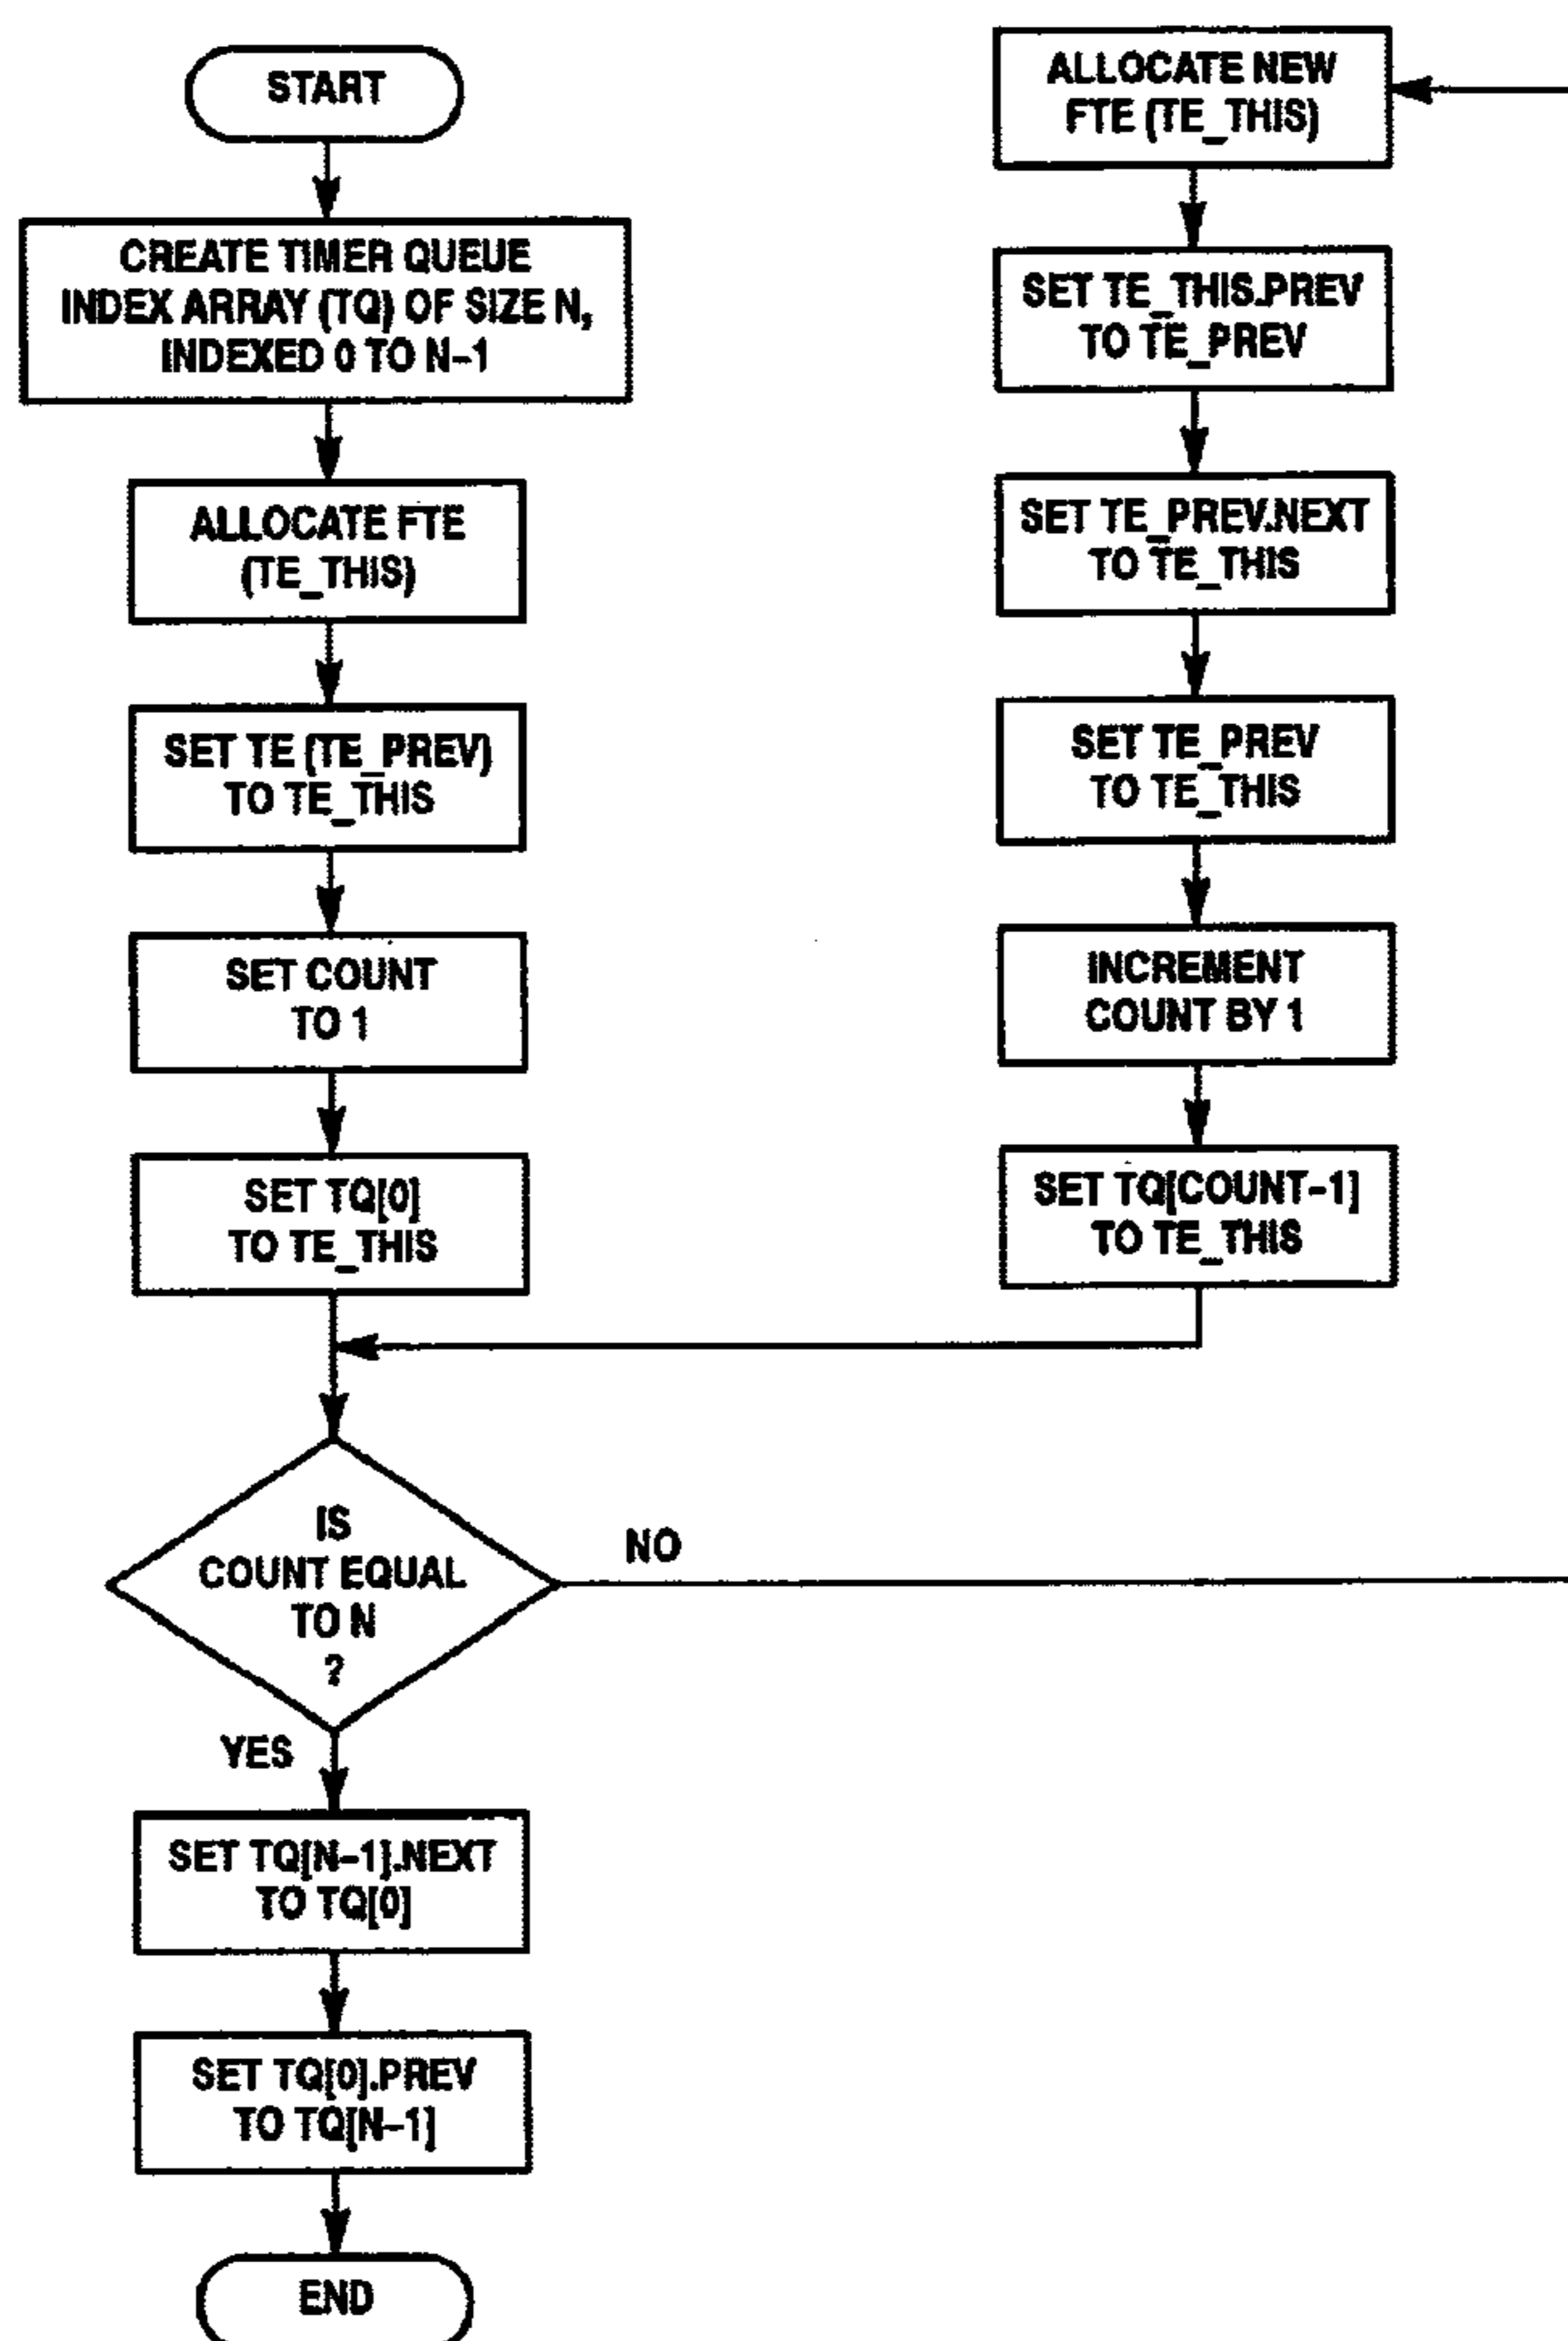 START
CREATE TIMER QUEUE
INDEX ARRAY (TQ) OF SIZE N,
INDEXED 0 TO N-1
ALLOCATE FTE
(TE_THIS)
SET TE (TE_PREV)
TO TE_THIS
SET COUNT
TO 1
SET TQ[0]
TO TE_THIS
IS
COUNT EQUAL
TO N
?
NO
YES
SET TQ[N-1].NEXT
TO TQ[0]
SET TQ[0].PREV
TO TQ[N-1]
END
ALLOCATE NEW
FTE (TE_THIS)
SET TE_THIS.PREV
TO TE_PREV
SET TE_PREV.NEXT
TO TE_THIS
SET TE_PREV
TO TE_THIS
INCREMENT
COUNT BY 1
SET TQ[COUNT-1]
TO TE_THIS